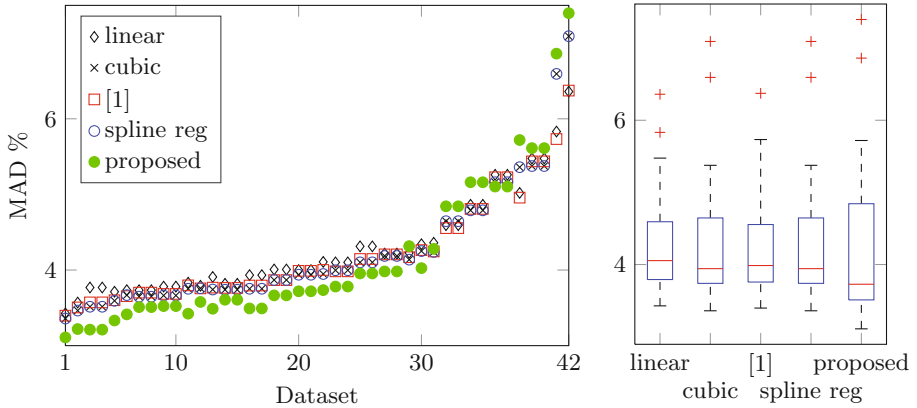 linear
cubic
[1]
spline reg
proposed
MAD %
6
4
1
10
20
30
42
Dataset
6
4
linear
[1]
proposed
cubic
spline reg